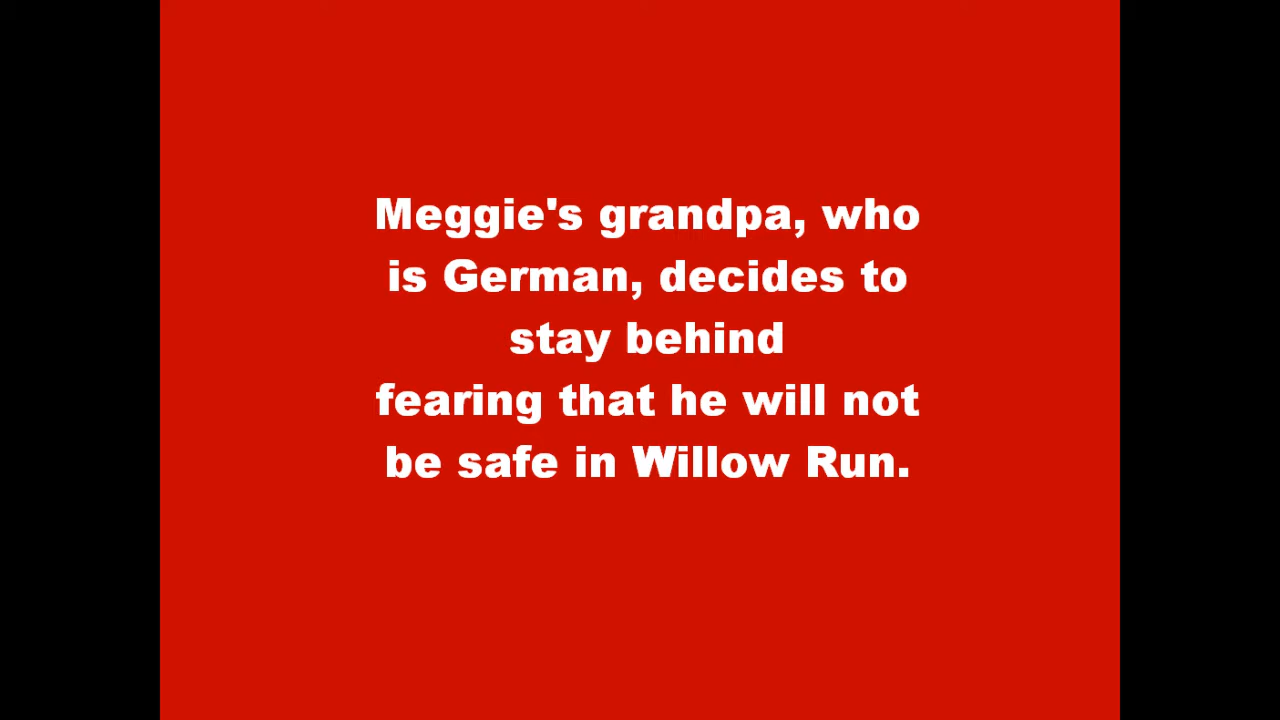 Meggie's grandpa, who
is German, decides to
stay behind
fearing that he will not
be safe in Willow Run.